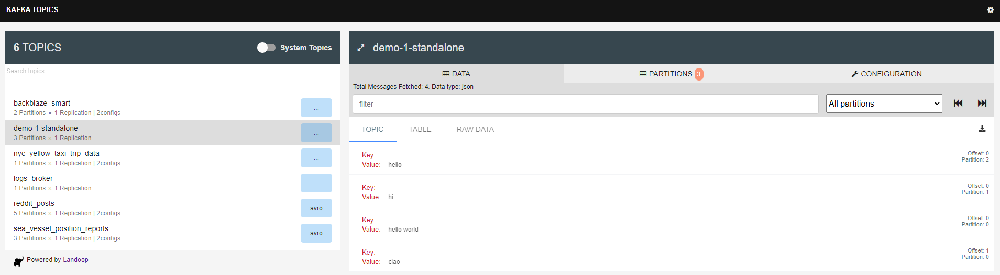 KAFKA TOPICS
6 TOPICS
System Topics
Search topics:
backblaze_smart
2 Partitions × 1 Replication | 2configs
...
demo-1-standalone
3 Partitions × 1 Replication
...
nyc_yellow_taxi_trip_data
1 Partitions × 1 Replication | 2configs
...
logs_broker
1 Partitions × 1 Replication
...
reddit_posts
5 Partitions × 1 Replication | 2configs
avro
sea_vessel_position_reports
3 Partitions × 1 Replication | 2configs
avro
Powered by Landoop
demo-1-standalone
DATA
PARTITIONS 3
CONFIGURATION
Total Messages Fetched: 4. Data type: json
filter
All partitions
TOPIC TABLE RAW DATA
Key:
Value: hello
Offset: 0
Partition: 2
Key:
Value: hi
Offset: 0
Partition: 1
Key:
Value: hello world
Offset: 0
Partition: 0
Key:
Value: ciao
Offset: 1
Partition: 0